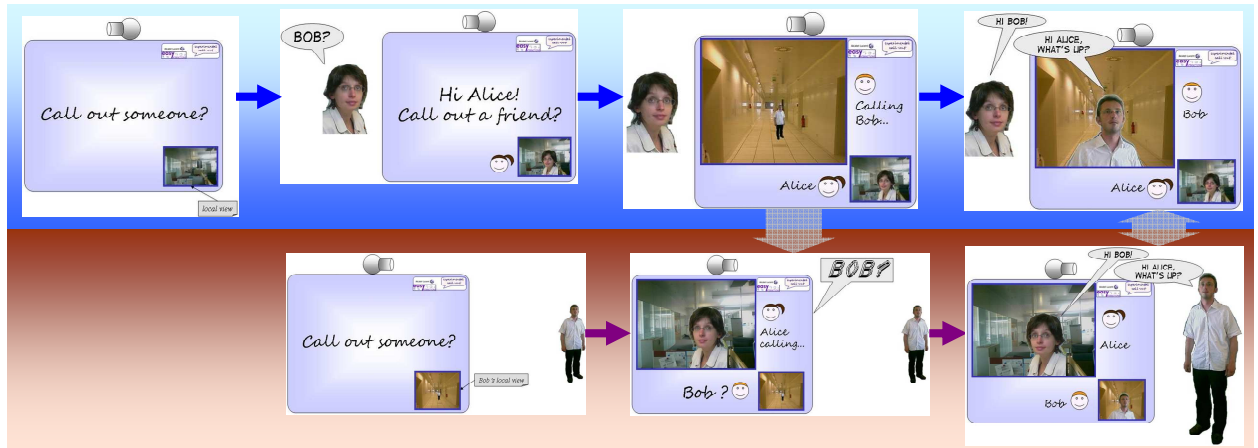 Call out someone?
local view
BOB?
Hi Alice!
Call out a friend?
Calling
Bob...
Alice
HI BOB!
HI ALICE,
WHAT'S UP?
Bob
Alice
Call out someone?
Bob's local view
BOB?
Alice
calling...
Bob ?
HI BOB!
HI ALICE,
WHAT'S UP?
Alice
Bob